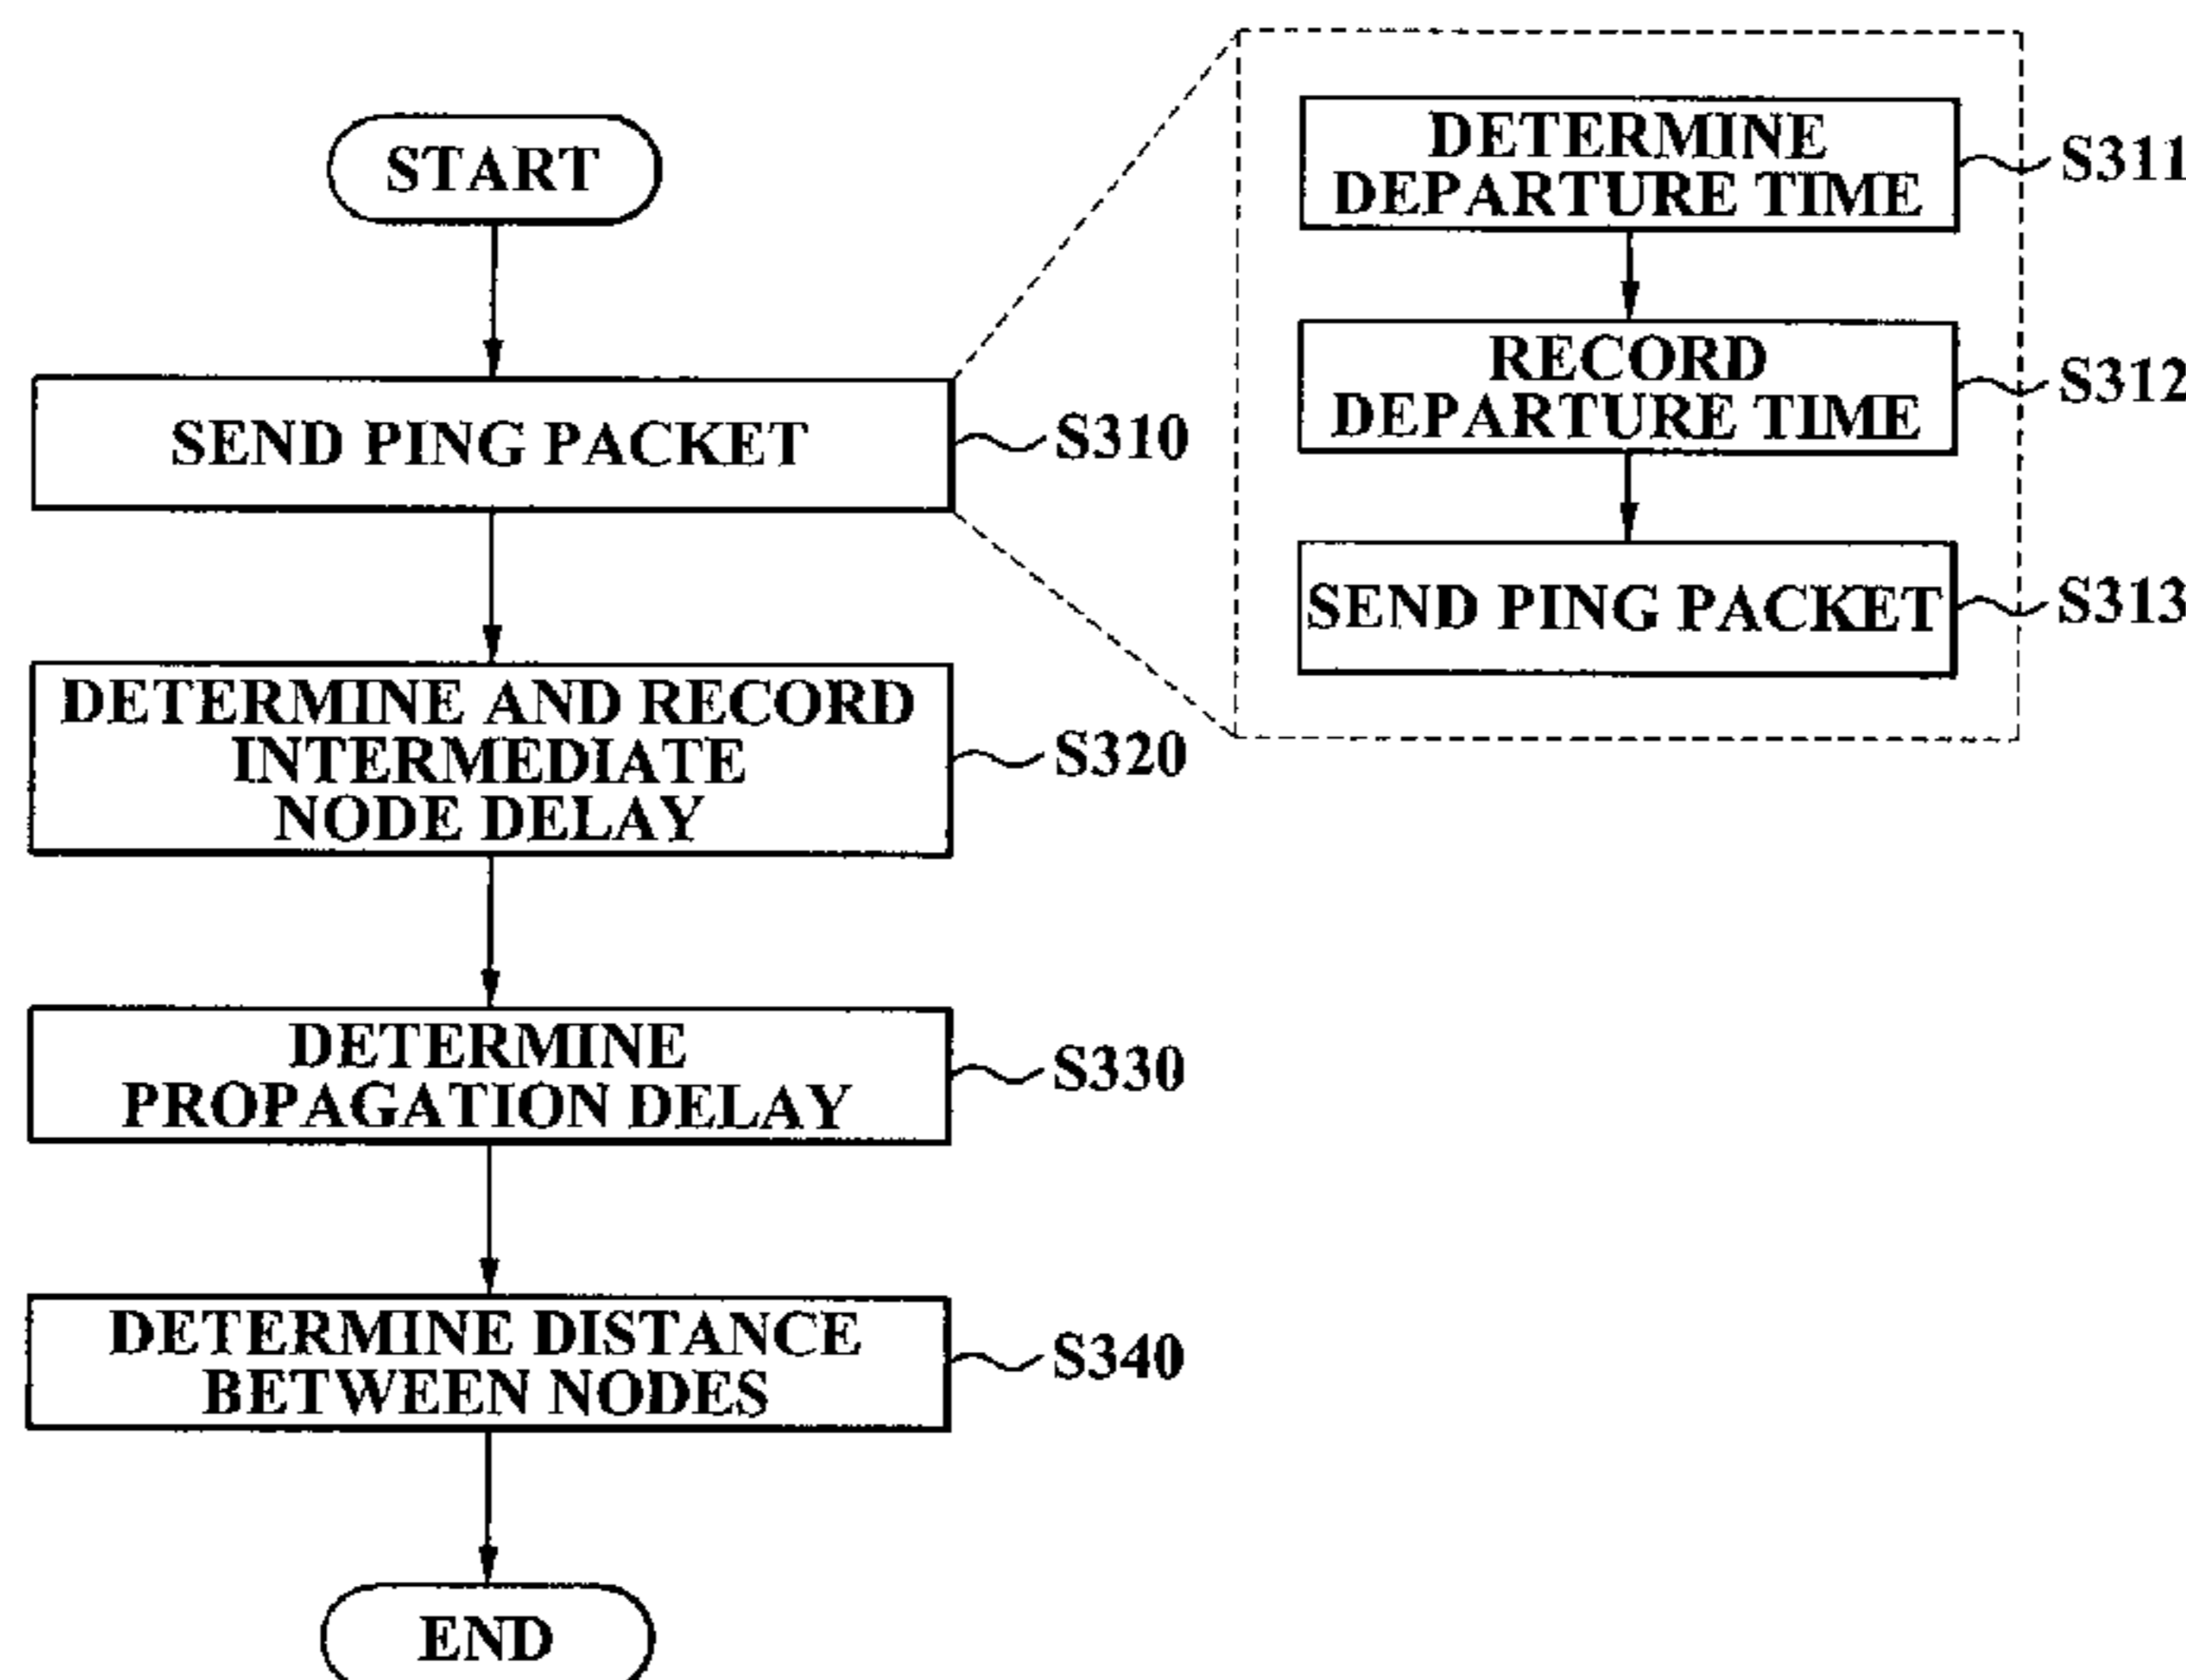 START
SEND PING PACKET
S310
DETERMINE AND RECORD
INTERMEDIATE
NODE DELAY
S320
DETERMINE
PROPAGATION DELAY
S330
DETERMINE DISTANCE
BETWEEN NODES
S340
END
DETERMINE
DEPARTURE TIME
S311
RECORD
DEPARTURE TIME
S312
SEND PING PACKET
S313